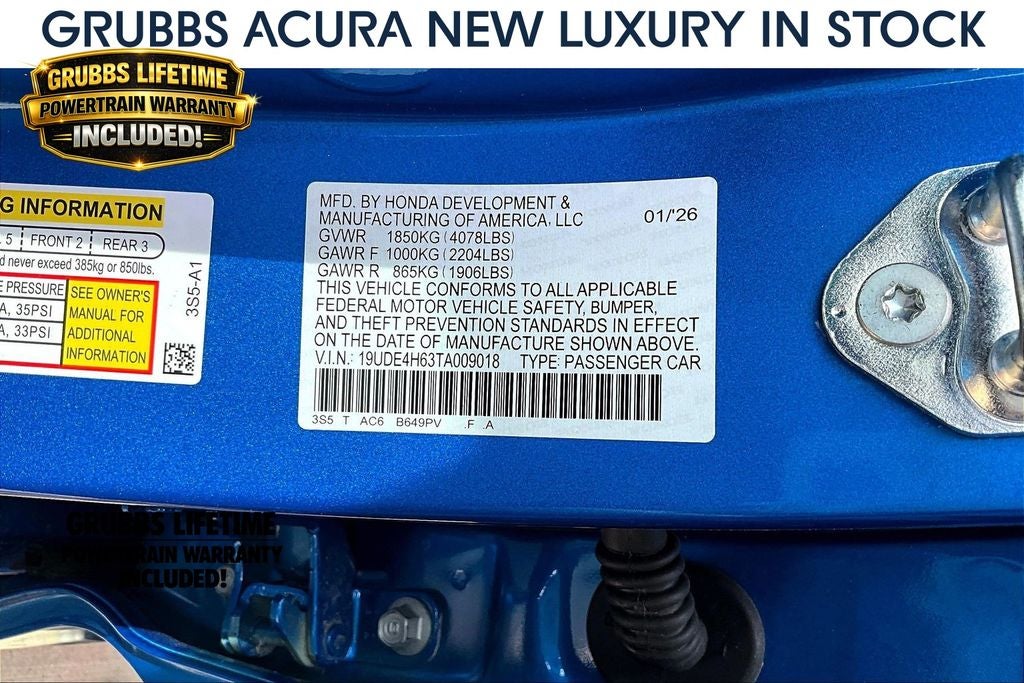 GRUBBS ACURA NEW LUXURY IN STOCK
GRUBBS LIFETIME
POWERTRAIN WARRANTY
INCLUDED!
G INFORMATION
5 FRONT 2 REAR 3
d never exceed 385kg or 850lbs.
E PRESSURE
A, 35PSI
A, 33PSI
SEE OWNER'S
MANUAL FOR
ADDITIONAL
INFORMATION
3S5-A1
MFD. BY HONDA DEVELOPMENT &
MANUFACTURING OF AMERICA, LLC 01/'26
GVWR 1850KG (4078LBS)
GAWR F 1000KG (2204LBS)
GAWR R 865KG (1906LBS)
THIS VEHICLE CONFORMS TO ALL APPLICABLE
FEDERAL MOTOR VEHICLE SAFETY, BUMPER,
AND THEFT PREVENTION STANDARDS IN EFFECT
ON THE DATE OF MANUFACTURE SHOWN ABOVE.
V.I.N.: 19UDE4H63TA009018 TYPE: PASSENGER CAR
3S5 T AC6 B649PV .F .A
GRUBBS LIFETIME
POWERTRAIN WARRANTY
INCLUDED!